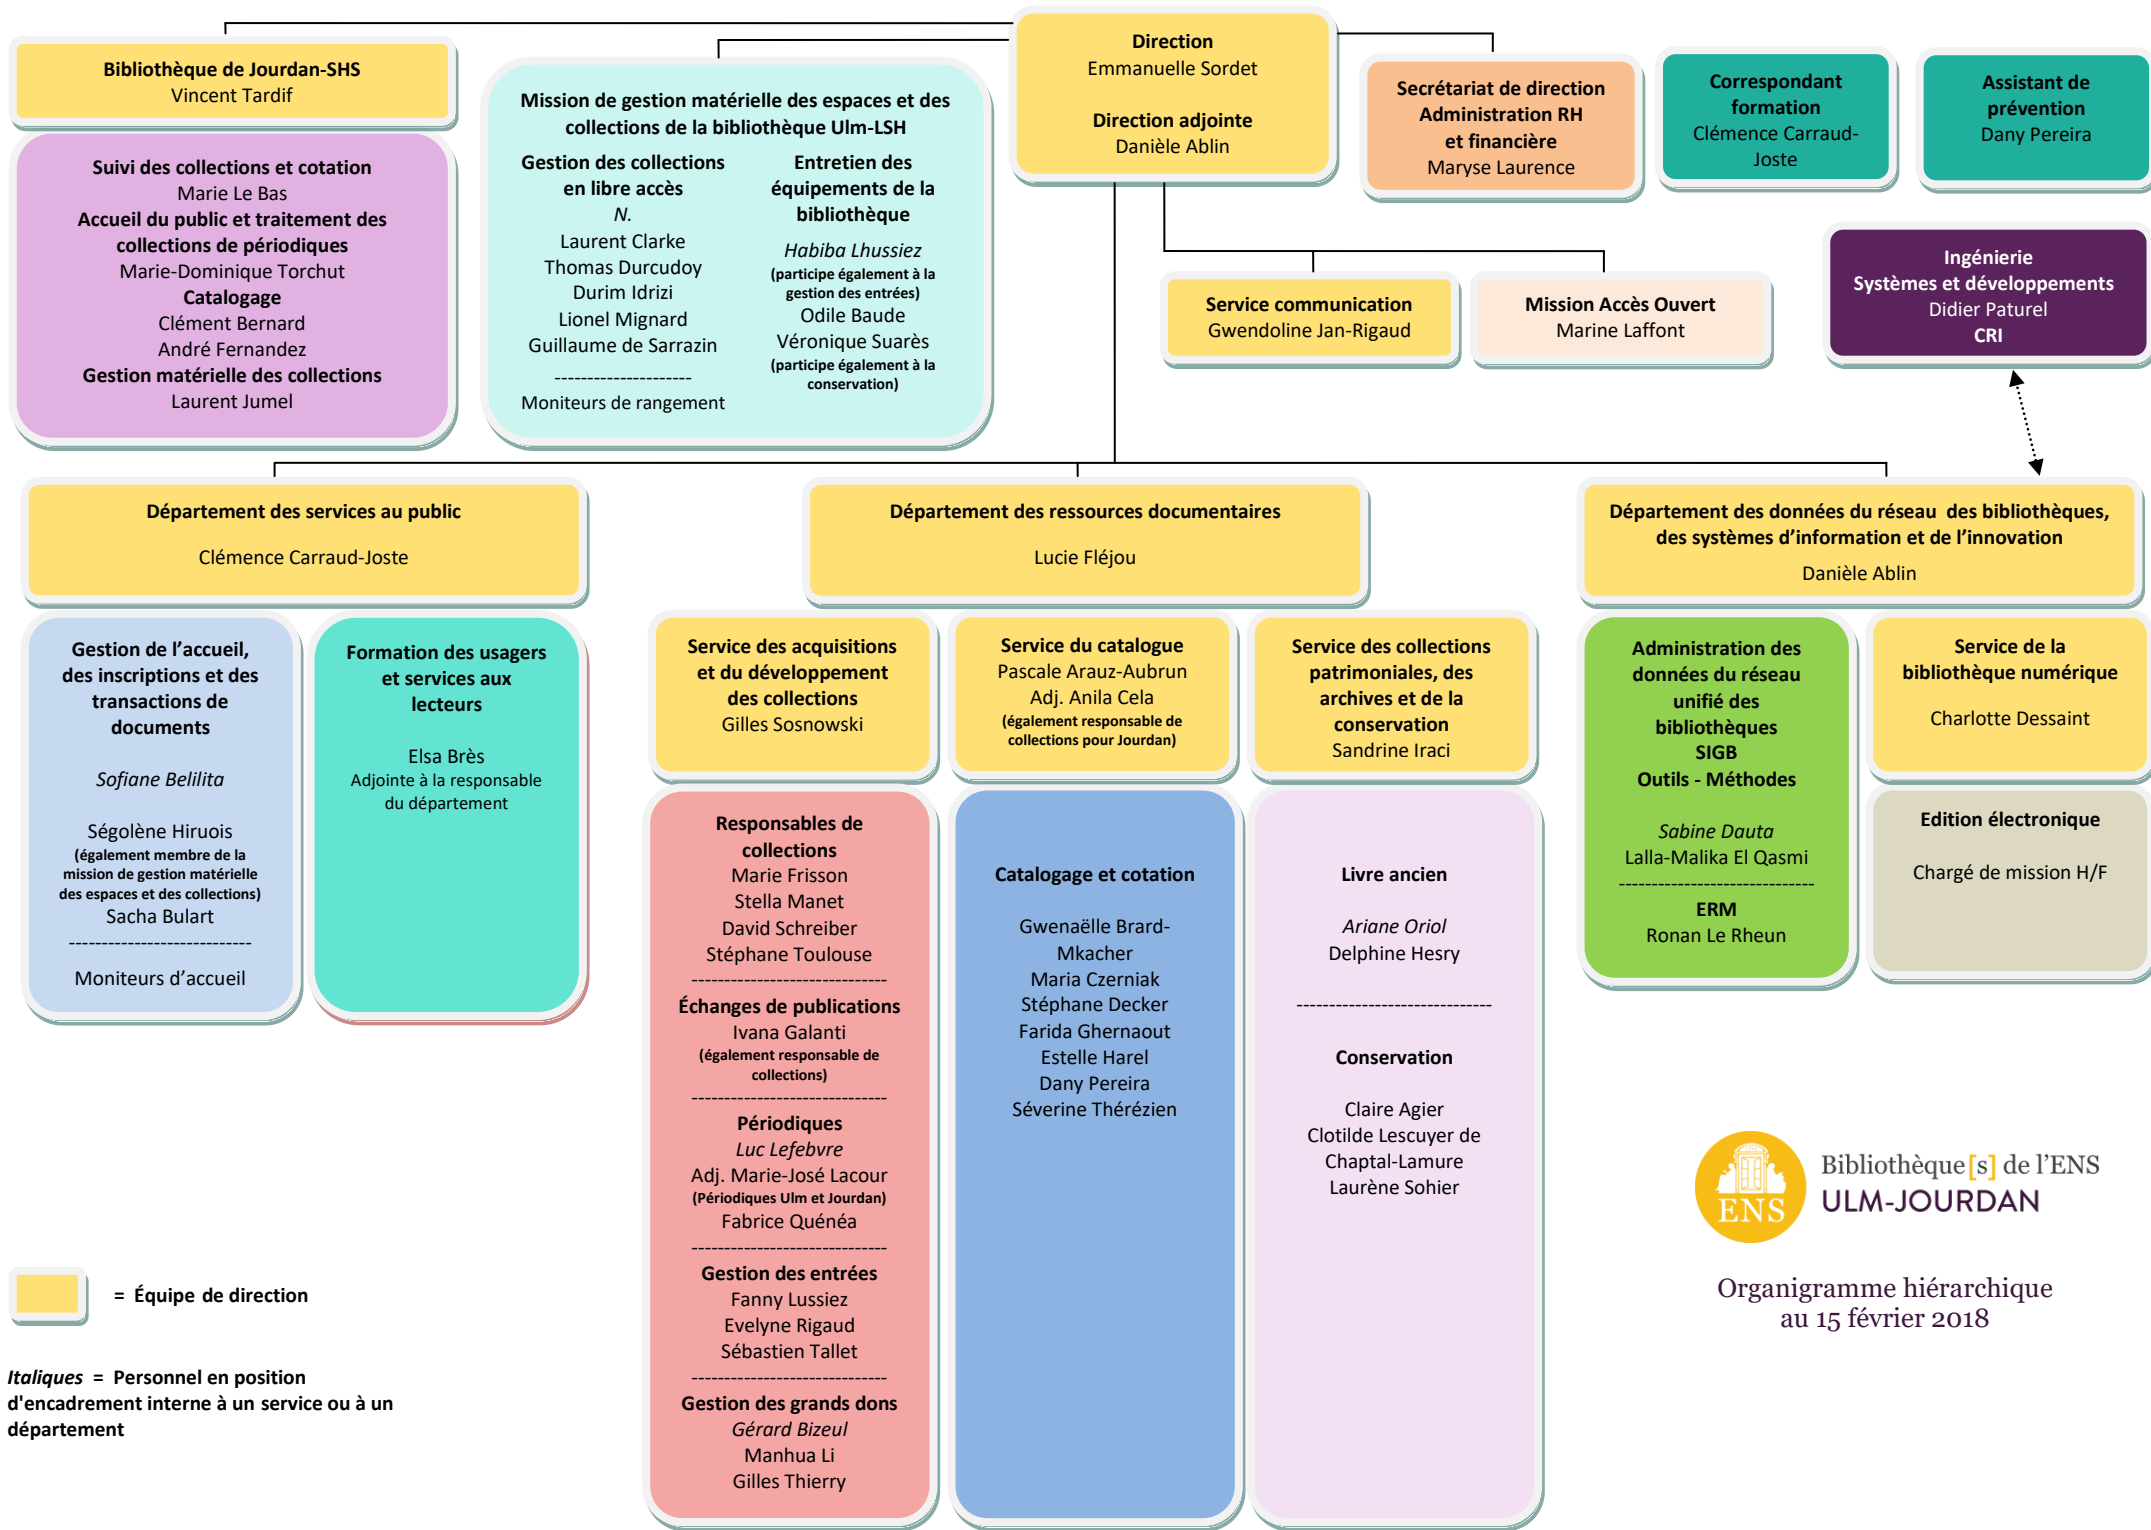 Bibliothèque de Jourdan-SHS
Vincent Tardif
Suivi des collections et cotation
Marie Le Bas
Accueil du public et traitement des
collections de périodiques
Marie-Dominique Torchut
Catalogage
Clément Bernard
André Fernandez
Gestion matérielle des collections
Laurent Jumel
Mission de gestion matérielle des espaces et des
collections de la bibliothèque Ulm-LSH
Gestion des collections
en libre accès
N.
Laurent Clarke
Thomas Durcudoy
Durim Idrizi
Lionel Mignard
Guillaume de Sarrazin
---------------------
Moniteurs de rangement
Entretien des
équipements de la
bibliothèque
Habiba Lhussiez
(participe également à la
gestion des entrées)
Odile Baude
Véronique Suarès
(participe également à la
conservation)
Direction
Emmanuelle Sordet
Direction adjointe
Danièle Ablin
Secrétariat de direction
Administration RH
et financière
Maryse Laurence
Correspondant
formation
Clémence Carraud-
Joste
Assistant de
prévention
Dany Pereira
Service communication
Gwendoline Jan-Rigaud
Mission Accès Ouvert
Marine Laffont
Ingénierie
Systèmes et développements
Didier Paturel
CRI
Département des services au public
Clémence Carraud-Joste
Gestion de l’accueil,
des inscriptions et des
transactions de
documents
Sofiane Belilita
Ségolène Hiruois
(également membre de la
mission de gestion matérielle
des espaces et des collections)
Sacha Bulart
----------------------------
Moniteurs d’accueil
Formation des usagers
et services aux
lecteurs
Elsa Brès
Adjointe à la responsable
du département
Département des ressources documentaires
Lucie Fléjou
Service des acquisitions
et du développement
des collections
Gilles Sosnowski
Responsables de
collections
Marie Frisson
Stella Manet
David Schreiber
Stéphane Toulouse
------------------------------
Échanges de publications
Ivana Galanti
(également responsable de
collections)
------------------------------
Périodiques
Luc Lefebvre
Adj. Marie-José Lacour
(Périodiques Ulm et Jourdan)
Fabrice Quénéa
------------------------------
Gestion des entrées
Fanny Lussiez
Evelyne Rigaud
Sébastien Tallet
------------------------------
Gestion des grands dons
Gérard Bizeul
Manhua Li
Gilles Thierry
Service du catalogue
Pascale Arauz-Aubrun
Adj. Anila Cela
(également responsable de
collections pour Jourdan)
Catalogage et cotation
Gwenaëlle Brard-
Mkacher
Maria Czerniak
Stéphane Decker
Farida Ghernaout
Estelle Harel
Dany Pereira
Séverine Thérézien
Service des collections
patrimoniales, des
archives et de la
conservation
Sandrine Iraci
Livre ancien
Ariane Oriol
Delphine Hesry
------------------------------
Conservation
Claire Agier
Clotilde Lescuyer de
Chaptal-Lamure
Laurène Sohier
Département des données du réseau des bibliothèques,
des systèmes d’information et de l’innovation
Danièle Ablin
Administration des
données du réseau
unifié des
bibliothèques
SIGB
Outils - Méthodes
Sabine Dauta
Lalla-Malika El Qasmi
------------------------------
ERM
Ronan Le Rheun
Service de la
bibliothèque numérique
Charlotte Dessaint
Edition électronique
Chargé de mission H/F
= Équipe de direction
Italiques = Personnel en position
d'encadrement interne à un service ou à un
département
ENS
Bibliothèque[s] de l’ENS
ULM-JOURDAN
Organigramme hiérarchique
au 15 février 2018